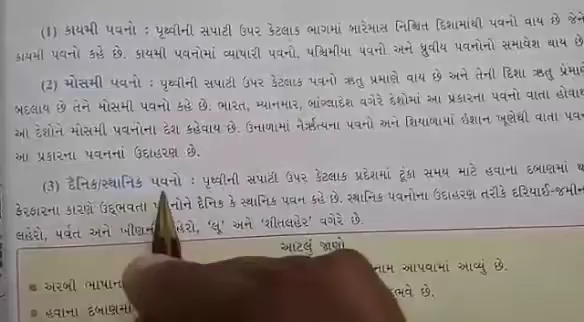 (1) કાયમી પવનો : પૃથ્વીની સપાટી ઉપર કેટલાક ભાગમાં બારેમાસ નિશ્ચિત દિશામાંથી પવનો વાય છે જેને
કાયમી પવનો કહે છે. કાયમી પવનોમાં વ્યાપારી પવનો, પશ્ચિમીયા પવનો અને ધ્રુવીય પવનોનો સમાવેશ થાય છે
(2) મોસમી પવનો : પૃથ્વીની સપાટી ઉપર કેટલાક પવનો ઋતુ પ્રમાણે વાય છે અને તેની દિશા ઋતુ પ્રમાણે
બદલાય છે તેને મોસમી પવનો કહે છે. ભારત, મ્યાનમાર, બાંગ્લાદેશ વગેરે દેશોમાં આ પ્રકારના પવનો વાતા
આ દેશોને મોસમી પવનોના દેશ કહેવાય છે. ઉનાળામાં નૈર્ઋત્યના પવનો અને શિયાળામાં ઈશાન ખૂણેથી વાતા
આ પ્રકારના પવનનાં ઉદાહરણ છે.
(3) દૈનિક/સ્થાનિક પવનો : પૃથ્વીની સપાટી ઉપર કેટલાક પ્રદેશમાં ટૂંકા સમય માટે હવાના દબાણમાં
ફેરફારના કારણે ઉદ્દભવતા દૈનિક કે સ્થાનિક પવન કહે છે. સ્થાનિક પવનોના ઉદાહરણ તરીકે દરિયાઈ-જમીન
લહેરો, પર્વત અને ખીણની લહેરો, ‘લૂ’ અને ‘શીતલહેર’ વગેરે છે.
આટલું જાણો
અરબી નામ આપવામાં આવ્યું છે.
હવાના દબાણમાં છે.